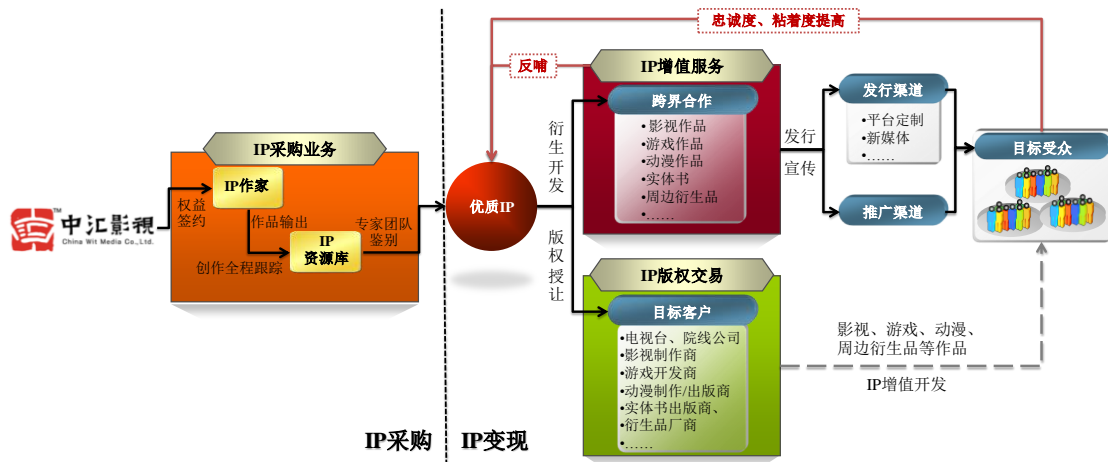 忠诚度、粘着度提高
反哺
IP增值服务
跨界合作
•影视作品
•游戏作品
•动漫作品
•实体书
•周边衍生品
•……
发行
宣传
发行渠道
•平台定制
•新媒体
•……
推广渠道
目标受众
IP采购业务
IP作家
权益
签约
作品输出
IP
资源库
创作全程跟踪
专家团队
鉴别
中汇影視
TM
China Wit Media Co.,Ltd.
优质IP
衍生开发
版权授让
IP版权交易
目标客户
•电视台、院线公司
•影视制作商
•游戏开发商
•动漫制作/出版商
•实体书出版商、
•衍生品厂商
•……
影视、游戏、动漫、
周边衍生品等作品
IP增值开发
IP采购
IP变现